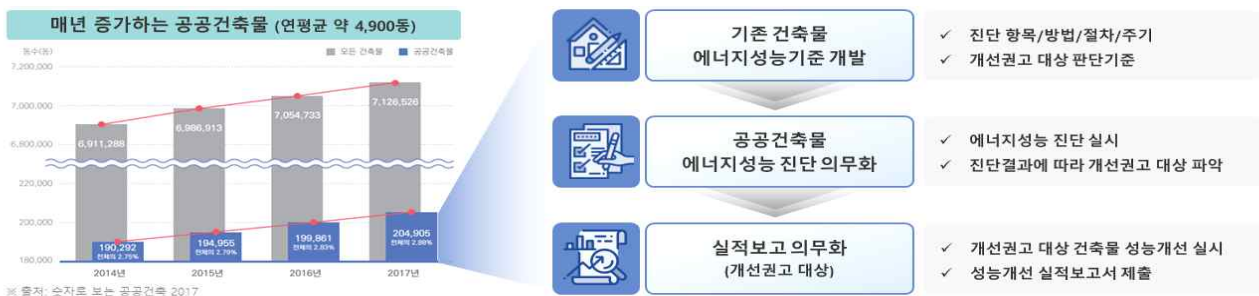 매년 증가하는 공공건축물 (연평균 약 4,900동)
동수(동)
모든 건축물
공공건축물
7,200,000
7,000,000
6,800,000
220,000
200,000
180,000
6,911,288
6,986,913
7,054,733
7,126,526
190,292
전체의 2.75%
194,955
전체의 2.79%
199,861
전체의 2.83%
204,905
전체의 2.88%
2014년
2015년
2016년
2017년
※ 출처: 숫자로 보는 공공건축 2017
기존 건축물
에너지성능기준 개발
✓ 진단 항목/방법/절차/주기
✓ 개선권고 대상 판단기준
공공건축물
에너지성능 진단 의무화
✓ 에너지성능 진단 실시
✓ 진단결과에 따라 개선권고 대상 파악
실적보고 의무화
(개선권고 대상)
✓ 개선권고 대상 건축물 성능개선 실시
✓ 성능개선 실적보고서 제출